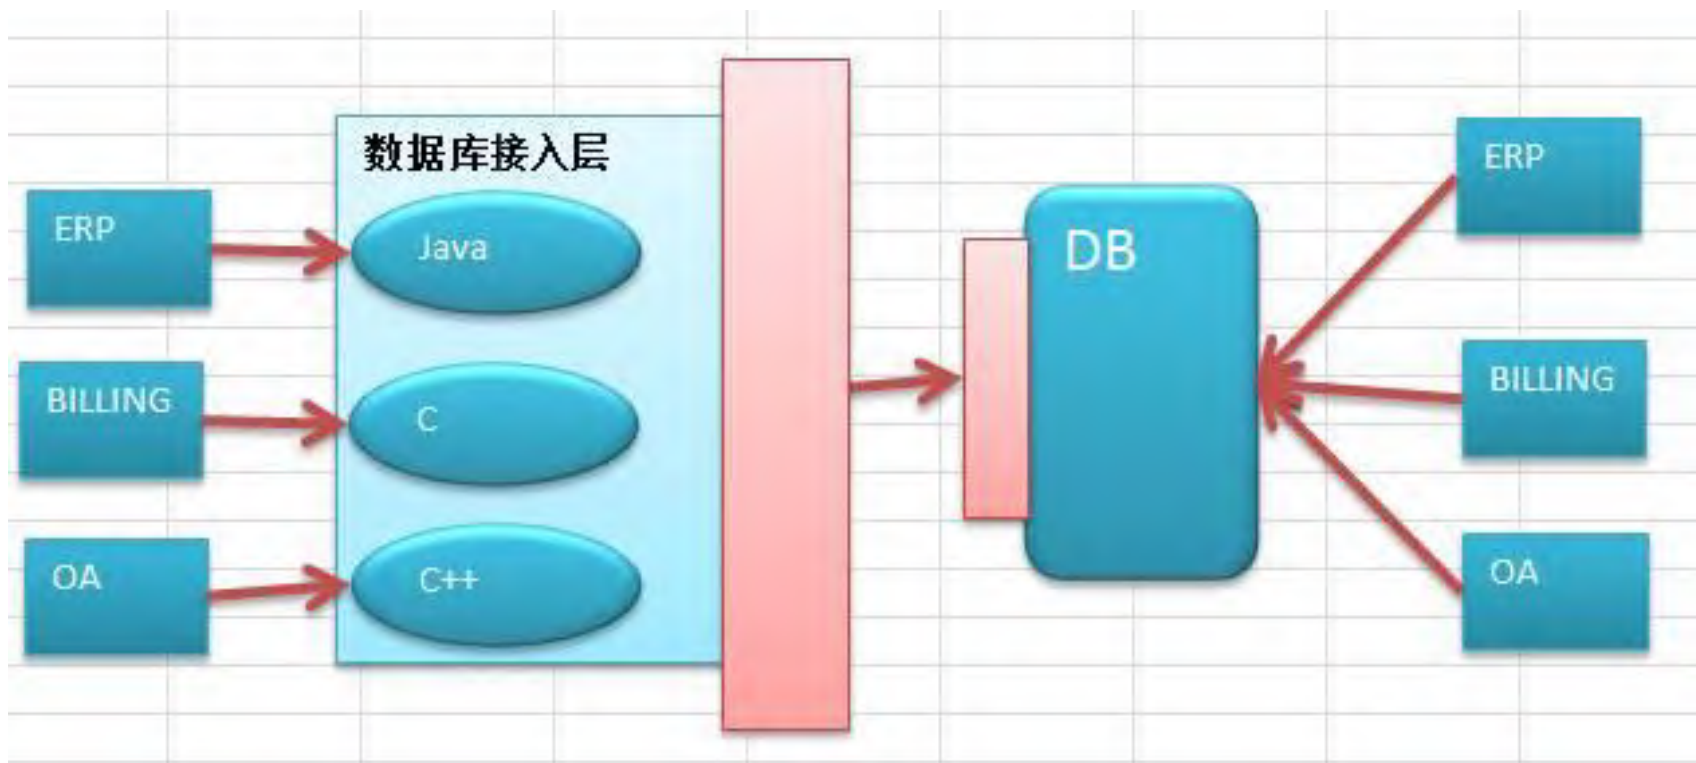 数据库接入层
ERP
Java
BILLING
C
OA
C++
DB
ERP
BILLING
OA